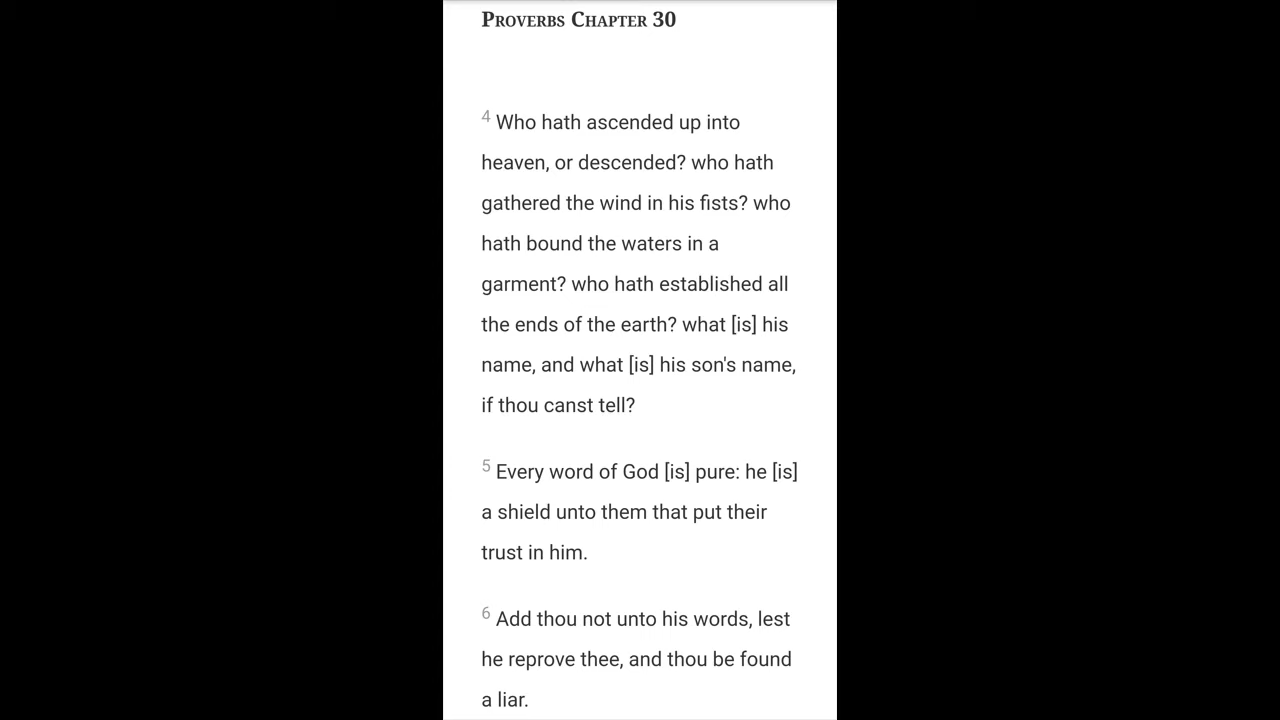 Proverbs Chapter 30
4 Who hath ascended up into
heaven, or descended? who hath
gathered the wind in his fists? who
hath bound the waters in a
garment? who hath established all
the ends of the earth? what [is] his
name, and what [is] his son's name,
if thou canst tell?
5 Every word of God [is] pure: he [is]
a shield unto them that put their
trust in him.
6 Add thou not unto his words, lest
he reprove thee, and thou be found
a liar.